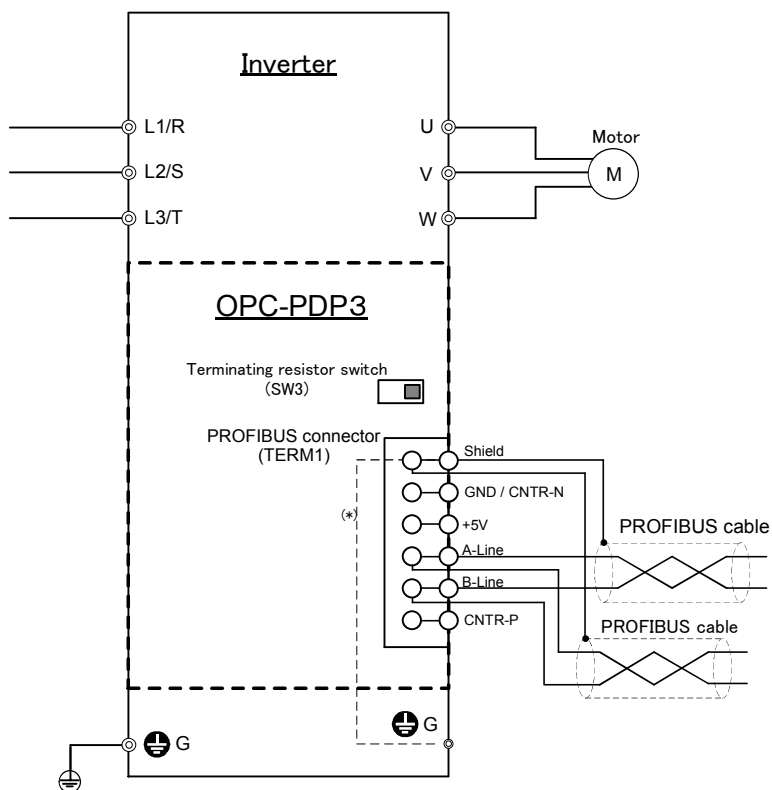 Inverter
L1/R
U
Motor
L2/S
V
M
L3/T
W
OPC-PDP3
Terminating resistor switch
(SW3)
PROFIBUS connector
(TERM1)
Shield
GND / CNTR-N
(*)
+5V
PROFIBUS cable
A-Line
B-Line
CNTR-P
PROFIBUS cable
G
G